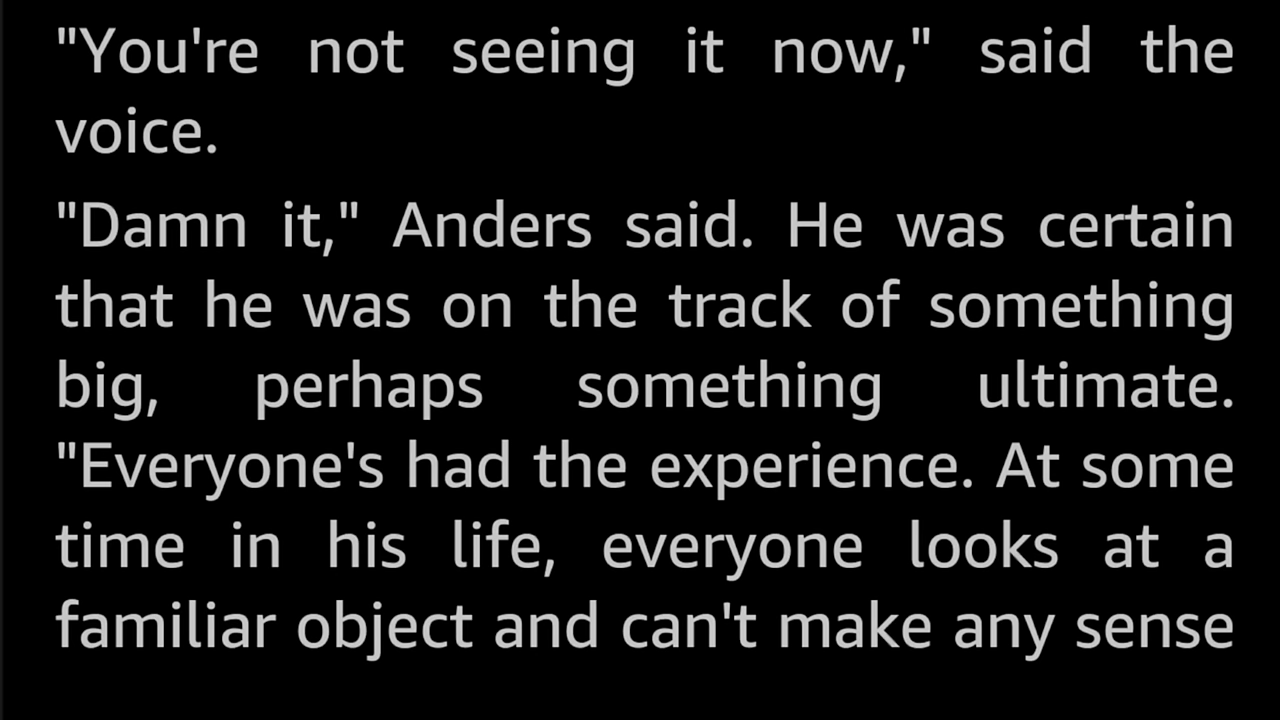 "You're not seeing it now," said the
voice.
"Damn it," Anders said. He was certain
that he was on the track of something
big, perhaps something ultimate.
"Everyone's had the experience. At some
time in his life, everyone looks at a
familiar object and can't make any sense